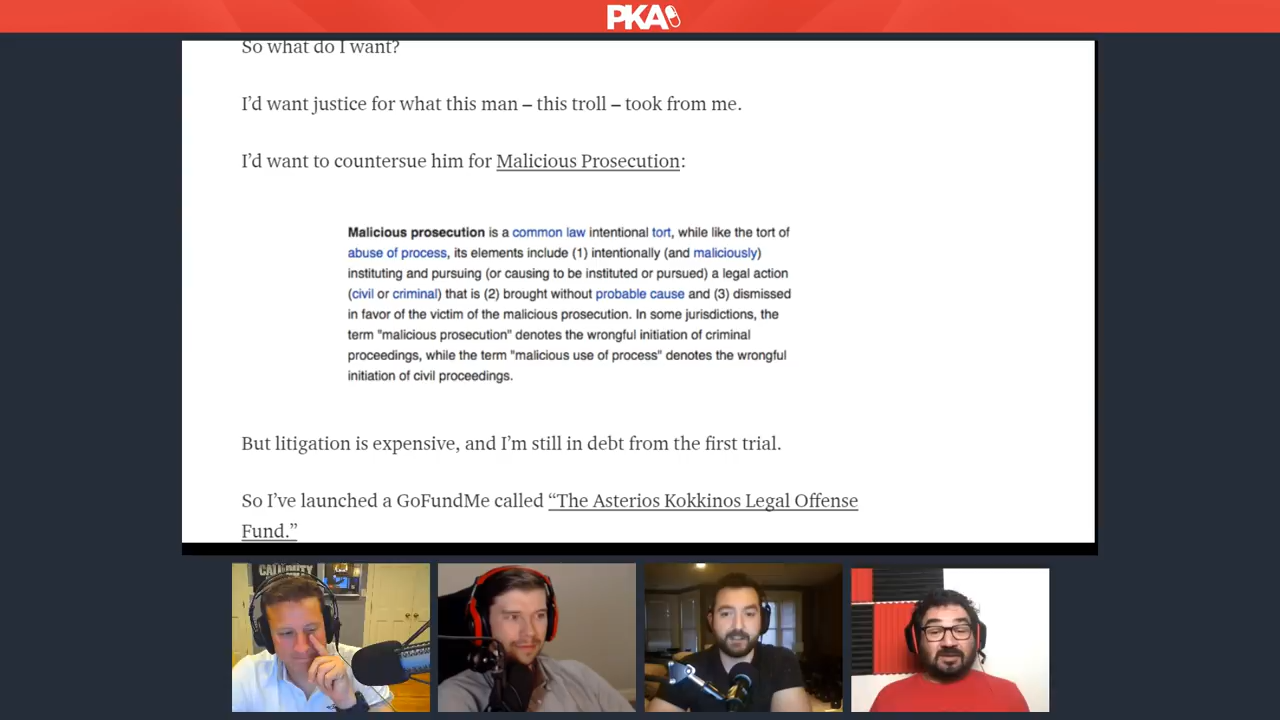 PKA
So what do I want?
I'd want justice for what this man – this troll – took from me.
I'd want to countersue him for Malicious Prosecution:
Malicious prosecution is a common law intentional tort, while like the tort of
abuse of process, its elements include (1) intentionally (and maliciously)
instituting and pursuing (or causing to be instituted or pursued) a legal action
(civil or criminal) that is (2) brought without probable cause and (3) dismissed
in favor of the victim of the malicious prosecution. In some jurisdictions, the
term "malicious prosecution" denotes the wrongful initiation of criminal
proceedings, while the term "malicious use of process" denotes the wrongful
initiation of civil proceedings.
But litigation is expensive, and I'm still in debt from the first trial.
So I've launched a GoFundMe called “The Asterios Kokkinos Legal Offense
Fund.”
CALL OF DUTY